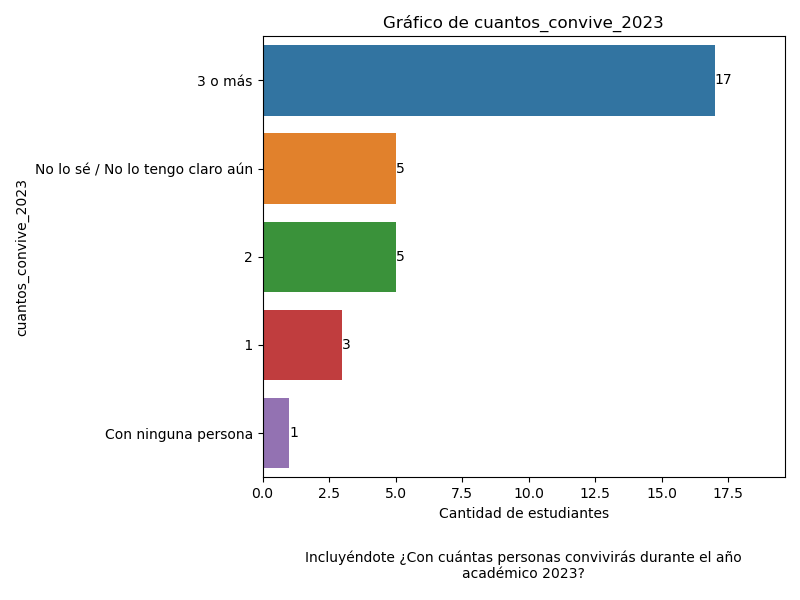 Gráfico de cuantos_convive_2023
cuantos_convive_2023
3 o más
17
No lo sé / No lo tengo claro aún
5
2
5
1
3
Con ninguna persona
1
0.0 2.5 5.0 7.5 10.0 12.5 15.0 17.5
Cantidad de estudiantes
Incluyéndote ¿Con cuántas personas convivirás durante el año
académico 2023?